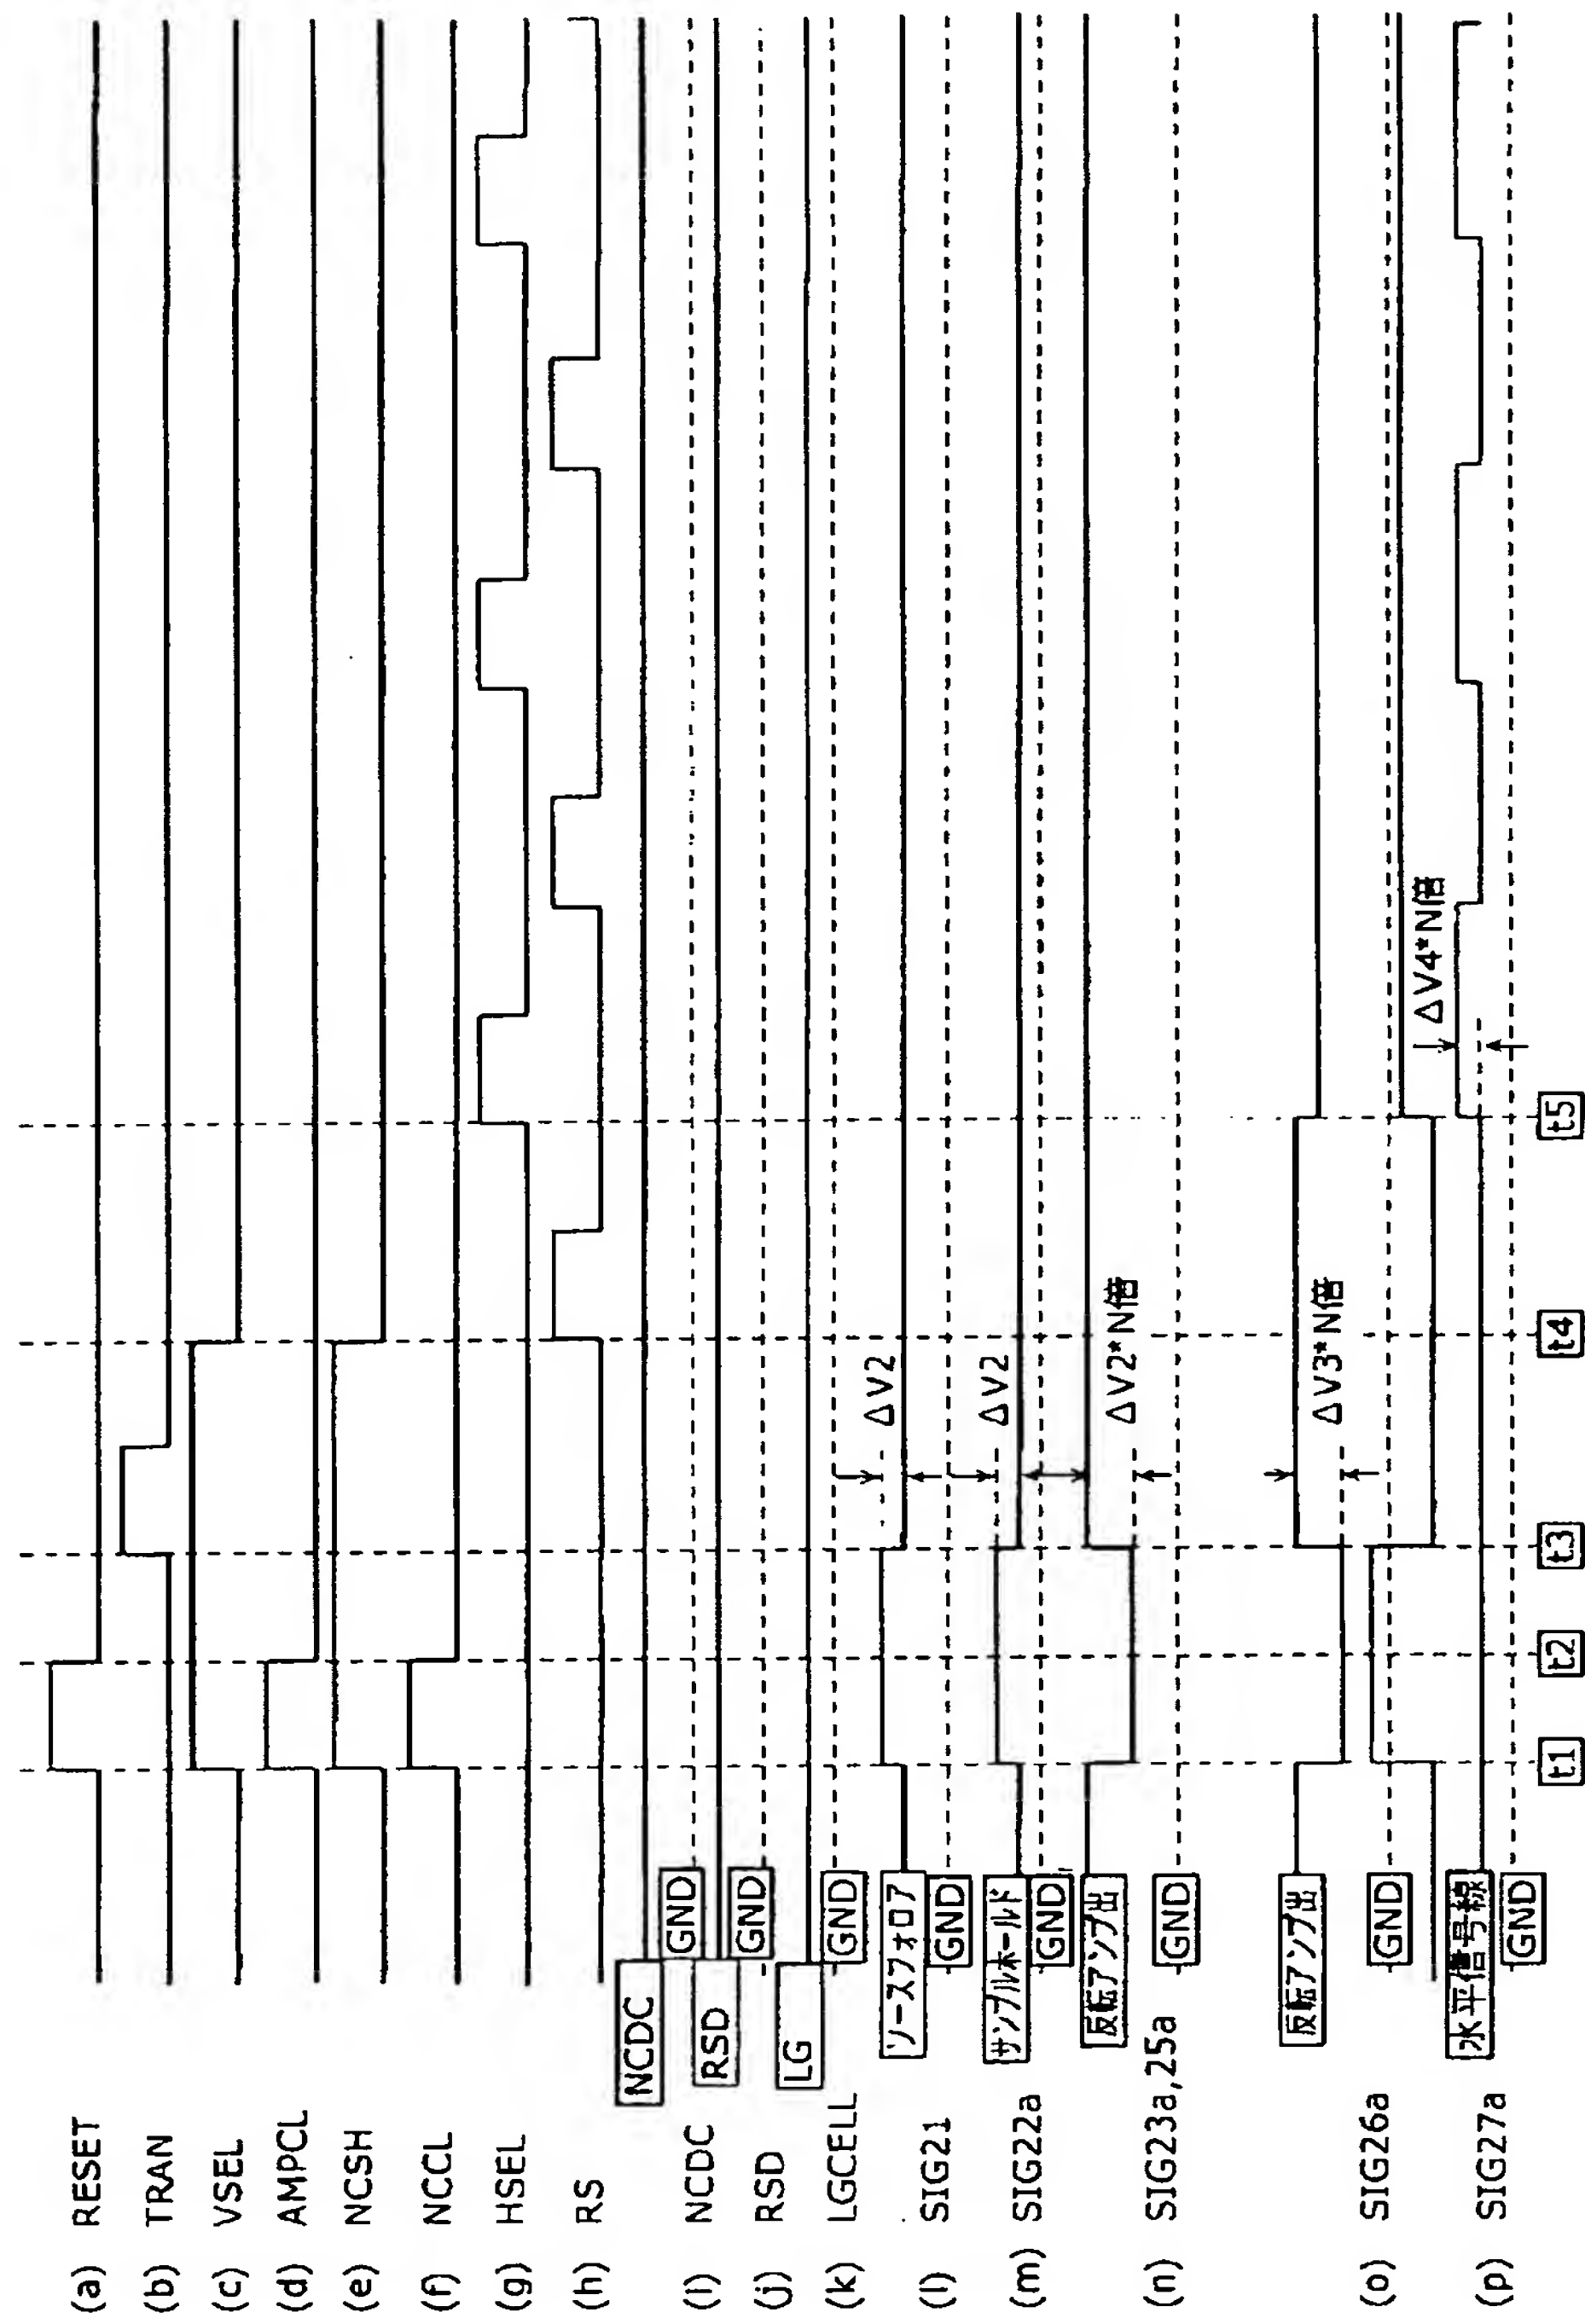 (a) RESET
(b) TRAN
(c) VSEL
(d) AMPCL
(e) NCSH
(f) NCCL
(g) HSEL
(h) RS
NCDC
(l) NCDC
GND
RSD
(j) RSD
GND
LG
(k) LGCELL
GND
ソースフォロア
ΔV2
(l) SIG21
GND
サンプルホールド
ΔV2
(m) SIG22a
GND
反転アンプ出
ΔV2*N倍
(n) SIG23a,25a
GND
反転アンプ出
ΔV3*N倍
(o) SIG26a
GND
ΔV4*N倍
水平信号線
(p) SIG27a
GND
t1
t2
t3
t4
t5